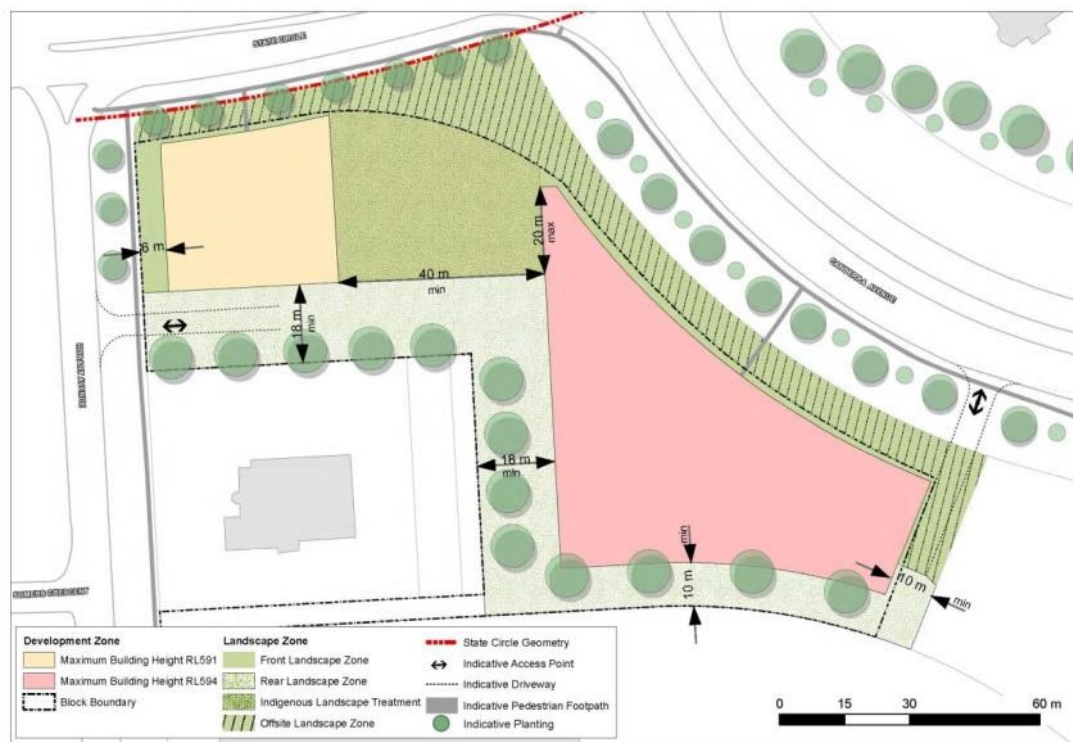 STATE CIRCLE
6 m
20 m
max
40 m
min
CANBERRA AVENUE
18 m
min
18 m
min
min
10 m
10 m
min
SOMERS CRESCENT
Development Zone
Maximum Building Height RL591
Maximum Building Height RL594
Block Boundary
Landscape Zone
Front Landscape Zone
Rear Landscape Zone
Indigenous Landscape Treatment
Offsite Landscape Zone
State Circle Geometry
Indicative Access Point
Indicative Driveway
Indicative Pedestrian Footpath
Indicative Planting
0 15 30 60 m